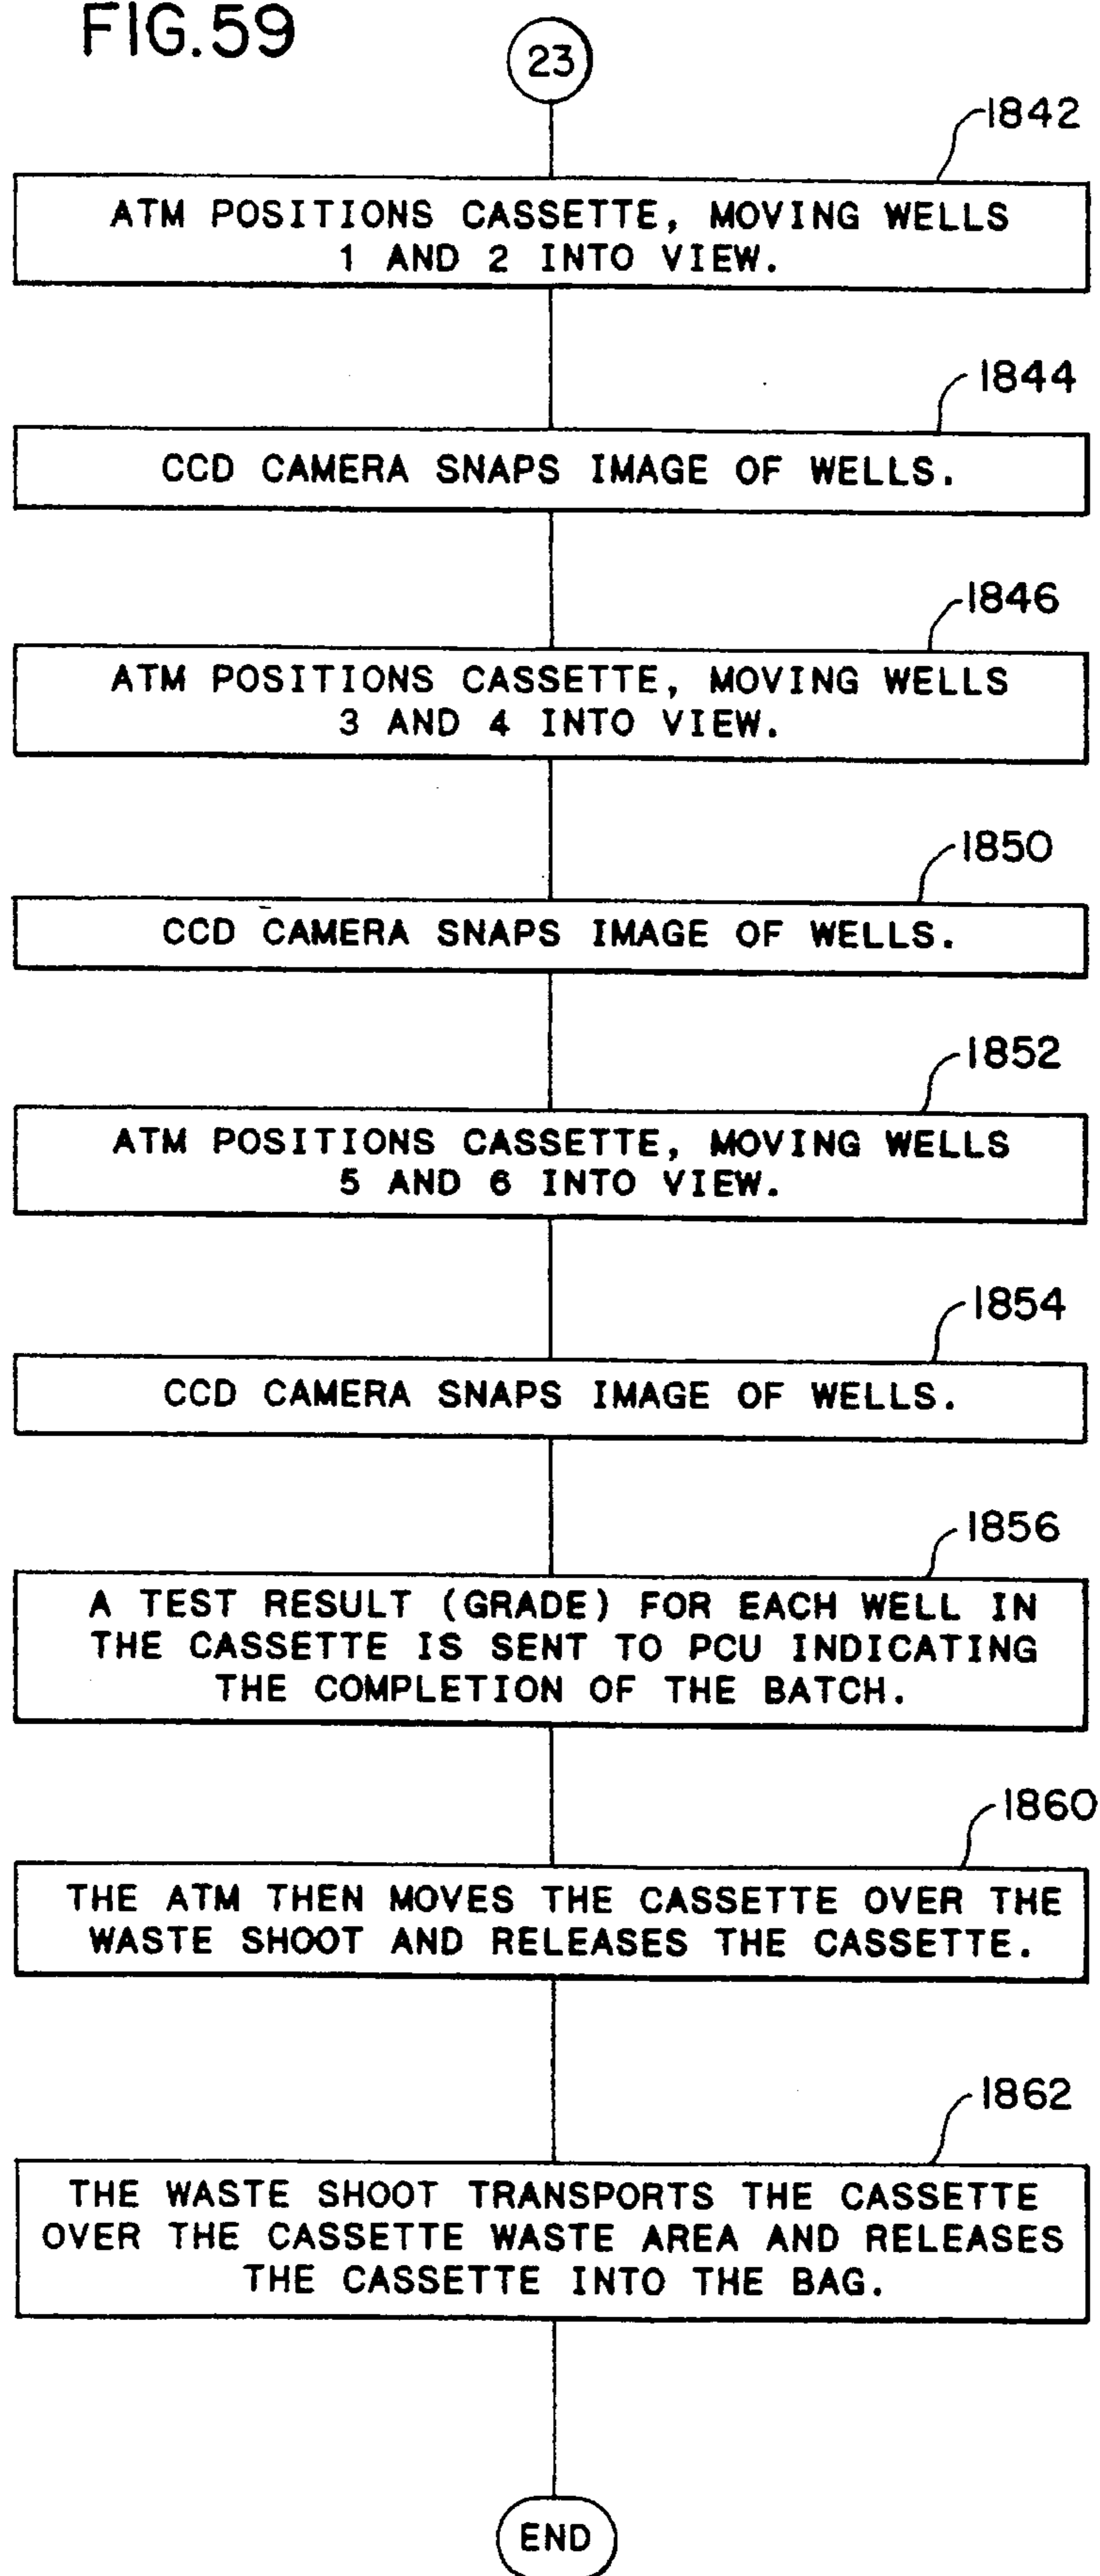 FIG.59
23
1842
ATM POSITIONS CASSETTE, MOVING WELLS
1 AND 2 INTO VIEW.
1844
CCD CAMERA SNAPS IMAGE OF WELLS.
1846
ATM POSITIONS CASSETTE, MOVING WELLS
3 AND 4 INTO VIEW.
1850
CCD CAMERA SNAPS IMAGE OF WELLS.
1852
ATM POSITIONS CASSETTE, MOVING WELLS
5 AND 6 INTO VIEW.
1854
CCD CAMERA SNAPS IMAGE OF WELLS.
1856
A TEST RESULT (GRADE) FOR EACH WELL IN
THE CASSETTE IS SENT TO PCU INDICATING
THE COMPLETION OF THE BATCH.
1860
THE ATM THEN MOVES THE CASSETTE OVER THE
WASTE SHOOT AND RELEASES THE CASSETTE.
1862
THE WASTE SHOOT TRANSPORTS THE CASSETTE
OVER THE CASSETTE WASTE AREA AND RELEASES
THE CASSETTE INTO THE BAG.
END